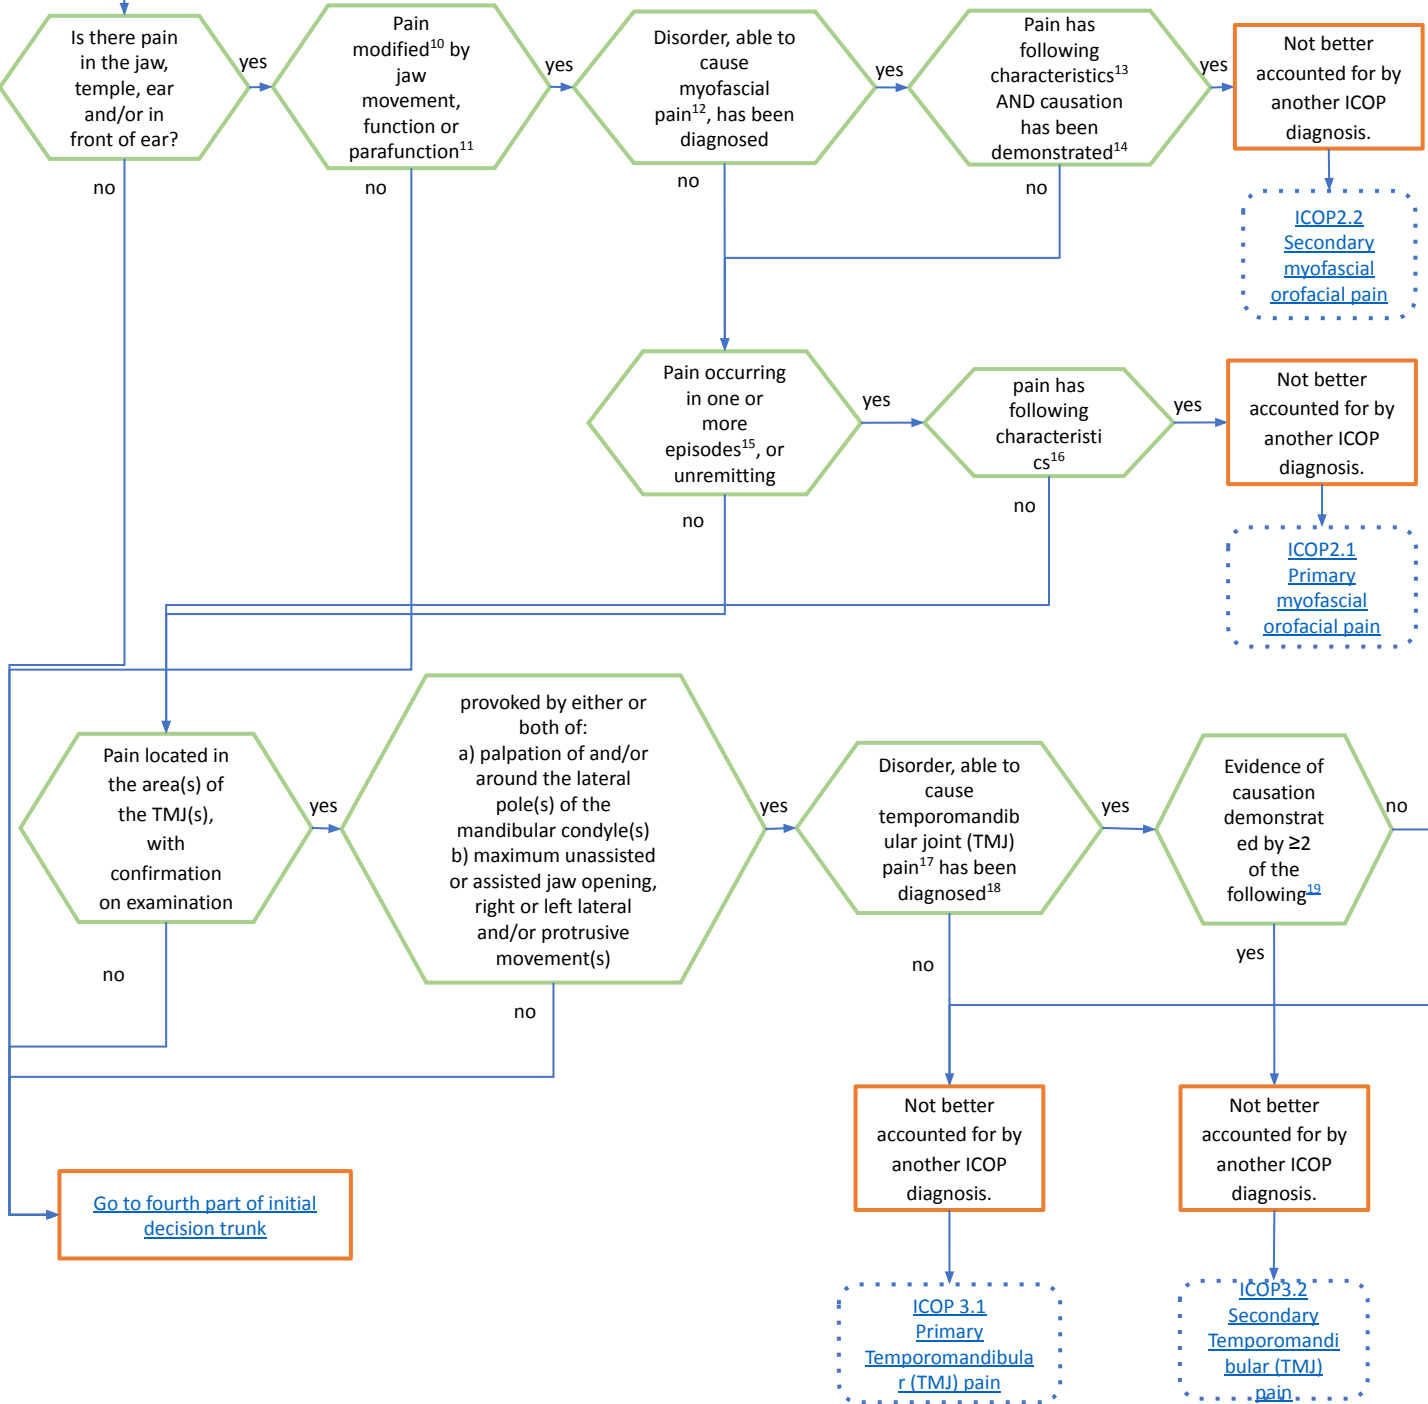 Is there pain
in the jaw,
temple, ear
and/or in
front of ear?
yes
no
Pain
modified¹⁰ by
jaw
movement,
function or
parafunction¹¹
yes
no
Disorder, able to
cause
myofascial
pain¹², has been
diagnosed
yes
no
Pain has
following
characteristics¹³
AND causation
has been
demonstrated¹⁴
yes
no
Not better
accounted for by
another ICOP
diagnosis.
ICOP2.2
Secondary
myofascial
orofacial pain
Pain occurring
in one or
more
episodes¹⁵, or
unremitting
yes
no
pain has
following
characteristi
cs¹⁶
yes
no
Not better
accounted for by
another ICOP
diagnosis.
ICOP2.1
Primary
myofascial
orofacial pain
Pain located in
the area(s) of
the TMJ(s),
with
confirmation
on examination
yes
no
provoked by either or
both of:
a) palpation of and/or
around the lateral
pole(s) of the
mandibular condyle(s)
b) maximum unassisted
or assisted jaw opening,
right or left lateral
and/or protrusive
movement(s)
yes
no
Disorder, able to
cause
temporomandib
ular joint (TMJ)
pain¹⁷ has been
diagnosed¹⁸
yes
no
Evidence of
causation
demonstrat
ed by ≥2
of the
following¹⁹
no
yes
Not better
accounted for by
another ICOP
diagnosis.
Not better
accounted for by
another ICOP
diagnosis.
Go to fourth part of initial
decision trunk
ICOP 3.1
Primary
Temporomandibula
r (TMJ) pain
ICOP3.2
Secondary
Temporomandi
bular (TMJ)
pain